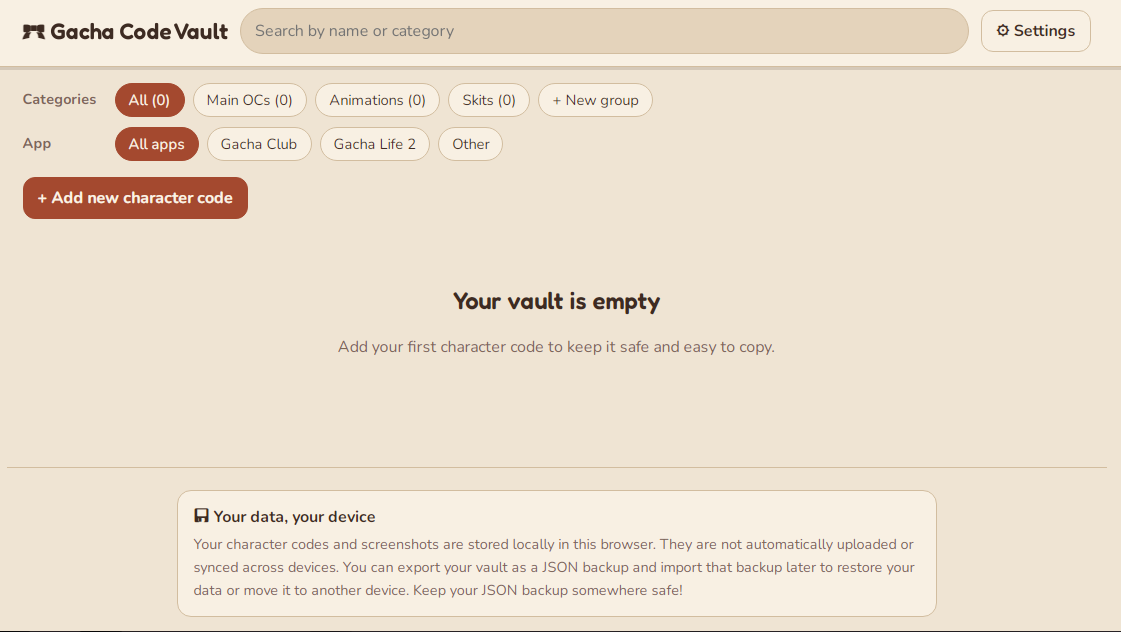 Gacha Code Vault
Search by name or category
⚙ Settings
Categories
All (0)
Main OCs (0)
Animations (0)
Skits (0)
+ New group
App
All apps
Gacha Club
Gacha Life 2
Other
+ Add new character code
Your vault is empty
Add your first character code to keep it safe and easy to copy.
Your data, your device
Your character codes and screenshots are stored locally in this browser. They are not automatically uploaded or
synced across devices. You can export your vault as a JSON backup and import that backup later to restore your
data or move it to another device. Keep your JSON backup somewhere safe!